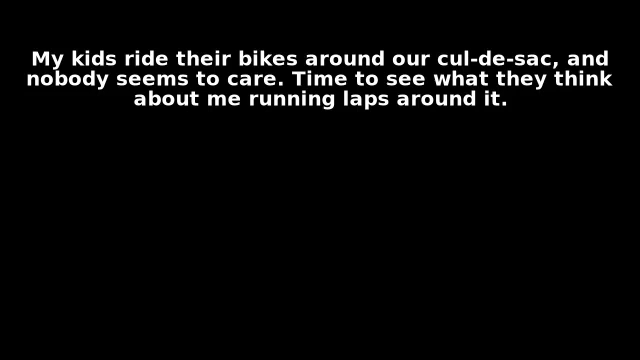 My kids ride their bikes around our cul-de-sac, and
nobody seems to care. Time to see what they think
about me running laps around it.